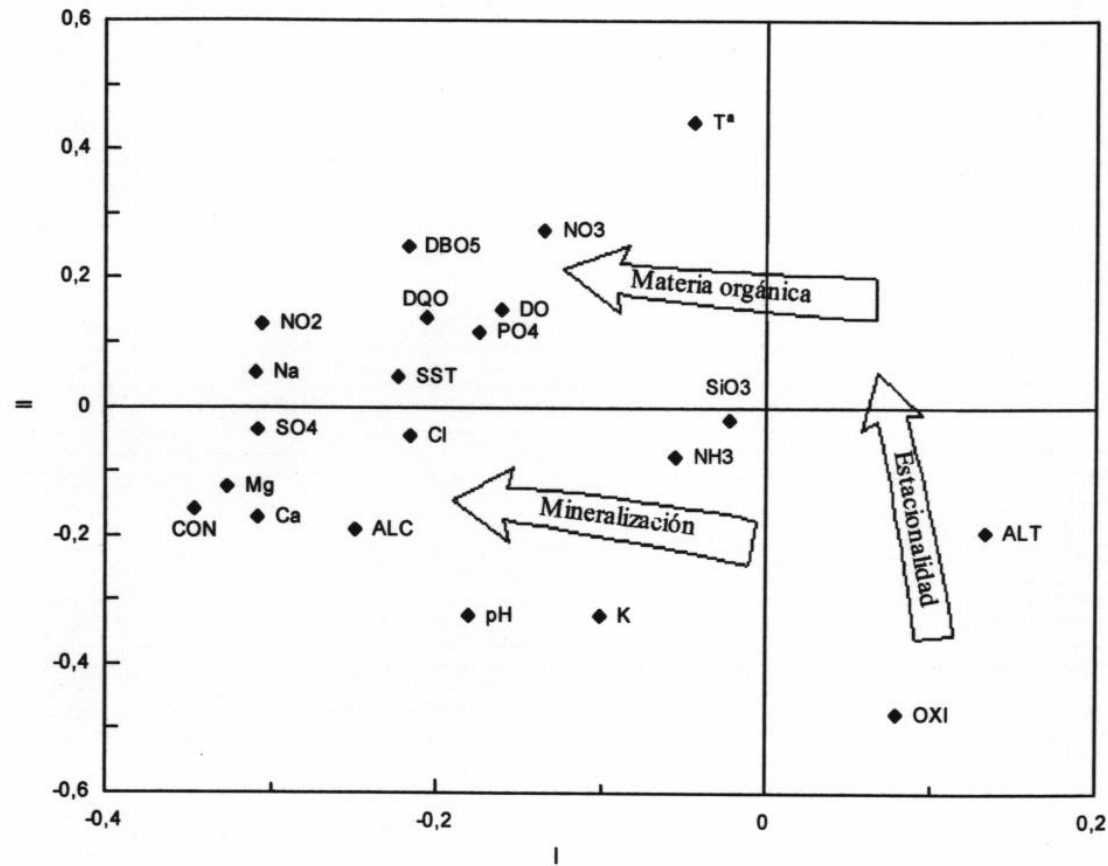 0,6
Tª
0,4
NO3
DBO5
Materia orgánica
0,2
DQO
DO
NO2
PO4
Na
SST
SiO3
II
0
SO4
Cl
NH3
Estacionalidad
Mg
Mineralización
CON
Ca
ALC
ALT
-0,2
pH
K
-0,4
OXI
-0,6
-0,4
-0,2
0
0,2
I